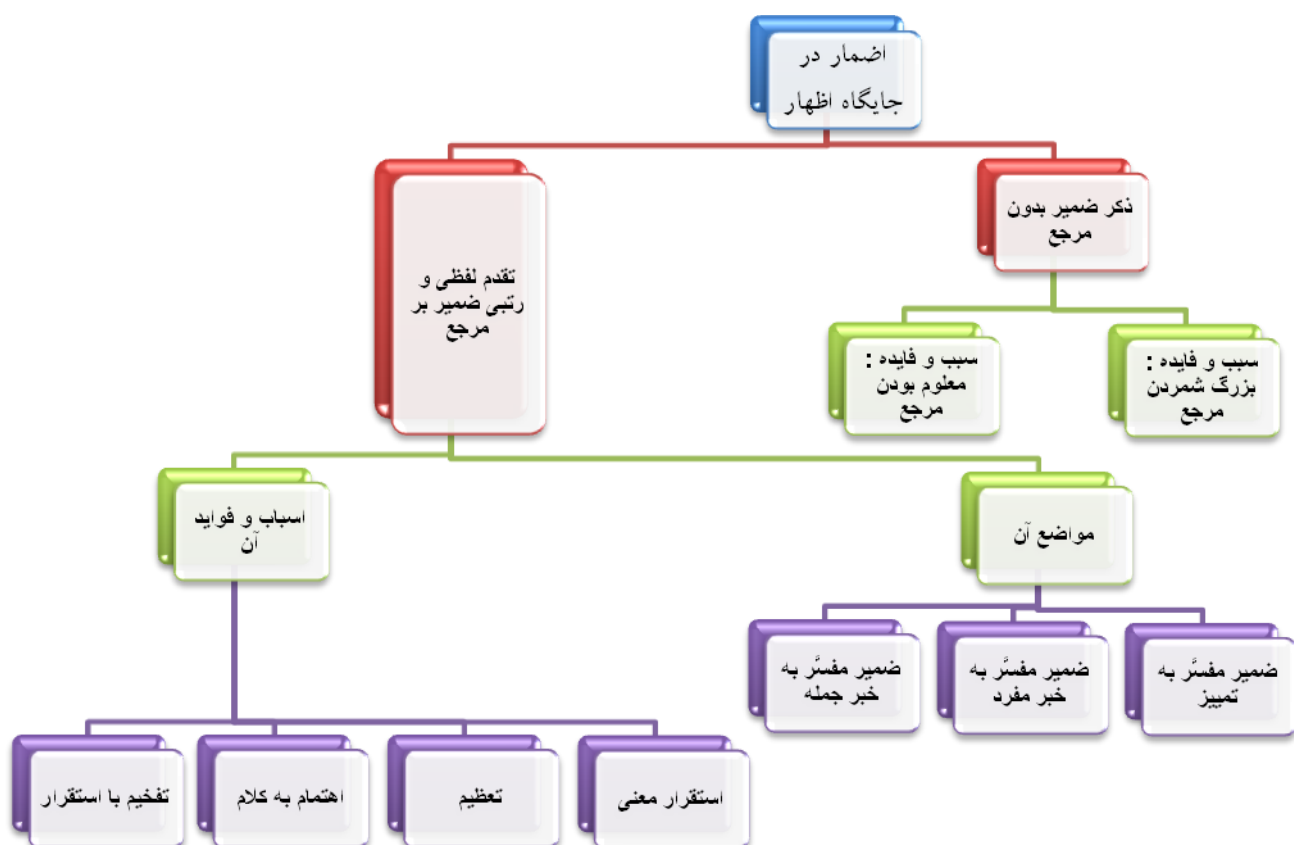 اضمار در
جایگاه اظهار
ذکر ضمیر بدون
مرجع
تقدم لفظی و
رتبی ضمیر بر
مرجع
سبب و فایده :
بزرگ شمردن
مرجع
سبب و فایده :
معلوم بودن
مرجع
مواضع آن
اسباب و فواید
آن
ضمیر مفسَّر به
تمییز
ضمیر مفسَّر به
خبر مفرد
ضمیر مفسَّر به
خبر جمله
استقرار معنی
تعظیم
اهتمام به کلام
تفخیم با استقرار